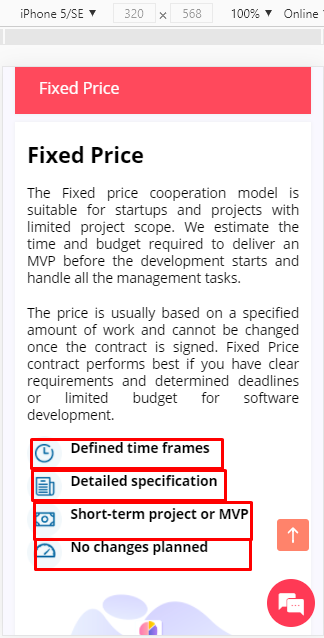 iPhone 5/SE ▼ 320 x 568 100% ▼ Online
Fixed Price
Fixed Price
The Fixed price cooperation model is
suitable for startups and projects with
limited project scope. We estimate the
time and budget required to deliver an
MVP before the development starts and
handle all the management tasks.
The price is usually based on a specified
amount of work and cannot be changed
once the contract is signed. Fixed Price
contract performs best if you have clear
requirements and determined deadlines
or limited budget for software
development.
Defined time frames
Detailed specification
Short-term project or MVP
No changes planned